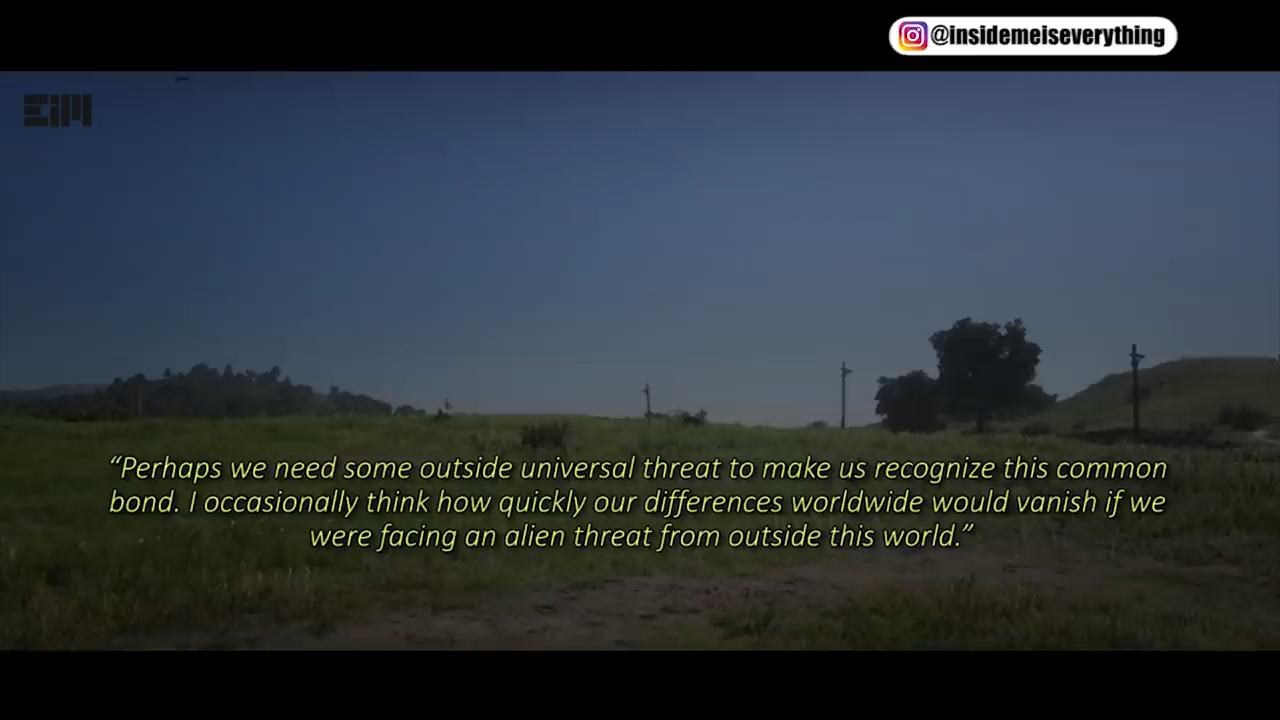 @insidemeiseverything
EIM
“Perhaps we need some outside universal threat to make us recognize this common
bond. I occasionally think how quickly our differences worldwide would vanish if we
were facing an alien threat from outside this world.”